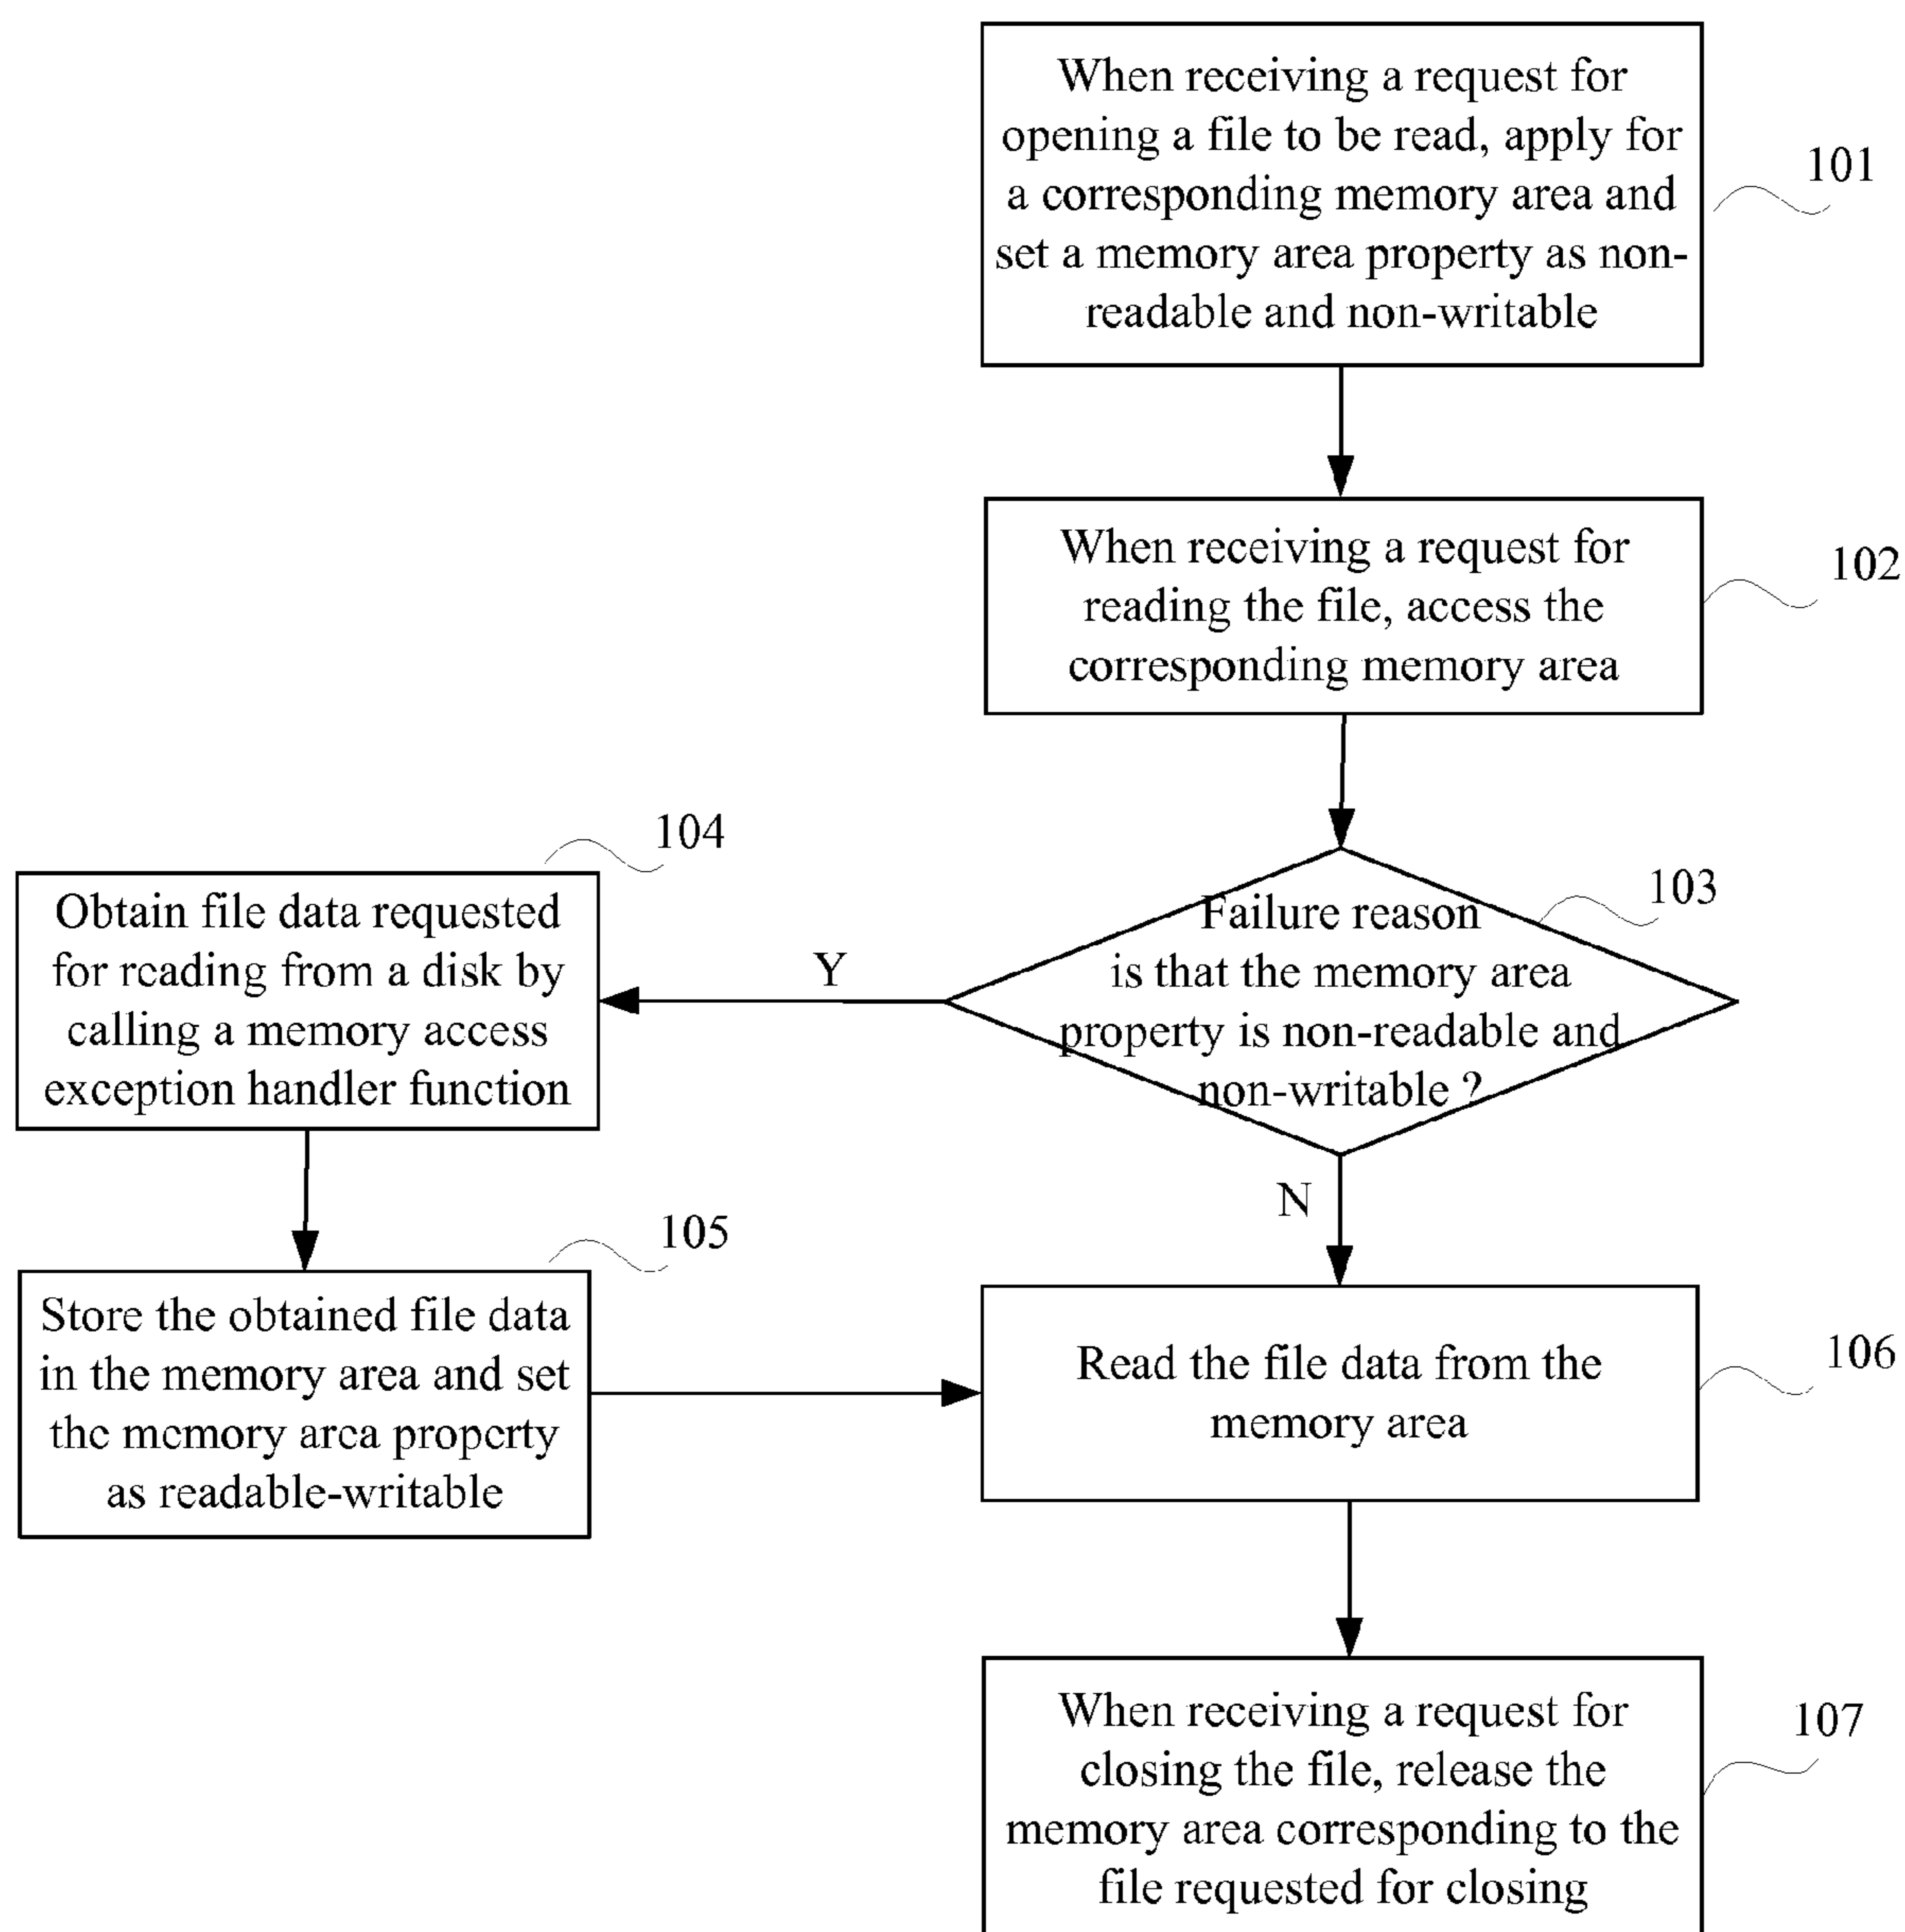 When receiving a request for
opening a file to be read, apply for
a corresponding memory area and
set a memory area property as non-
readable and non-writable
101
When receiving a request for
reading the file, access the
corresponding memory area
102
Failure reason
is that the memory area
property is non-readable and
non-writable ?
103
Y
N
104
Obtain file data requested
for reading from a disk by
calling a memory access
exception handler function
105
Store the obtained file data
in the memory area and set
the memory area property
as readable-writable
Read the file data from the
memory area
106
When receiving a request for
closing the file, release the
memory area corresponding to the
file requested for closing
107